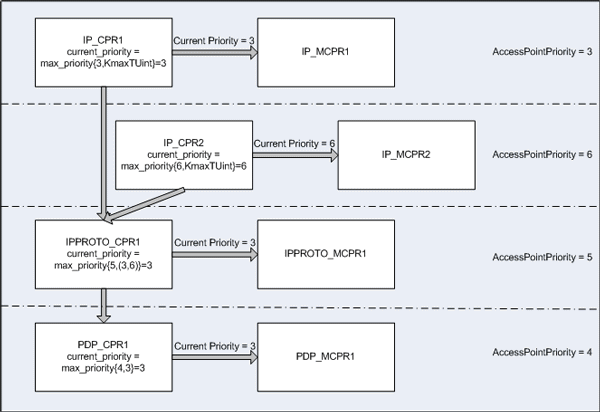 IP_CPR1
current_priority =
max_priority{3,KmaxTUint}=3
Current Priority = 3
IP_MCPR1
AccessPointPriority = 3
IP_CPR2
current_priority =
max_priority{6,KmaxTUint}=6
Current Priority = 6
IP_MCPR2
AccessPointPriority = 6
IPPROTO_CPR1
current_priority =
max_priority{5,(3,6)}=3
Current Priority = 3
IPPROTO_MCPR1
AccessPointPriority = 5
PDP_CPR1
current_priority =
max_priority{4,3}=3
Current Priority = 3
PDP_MCPR1
AccessPointPriority = 4